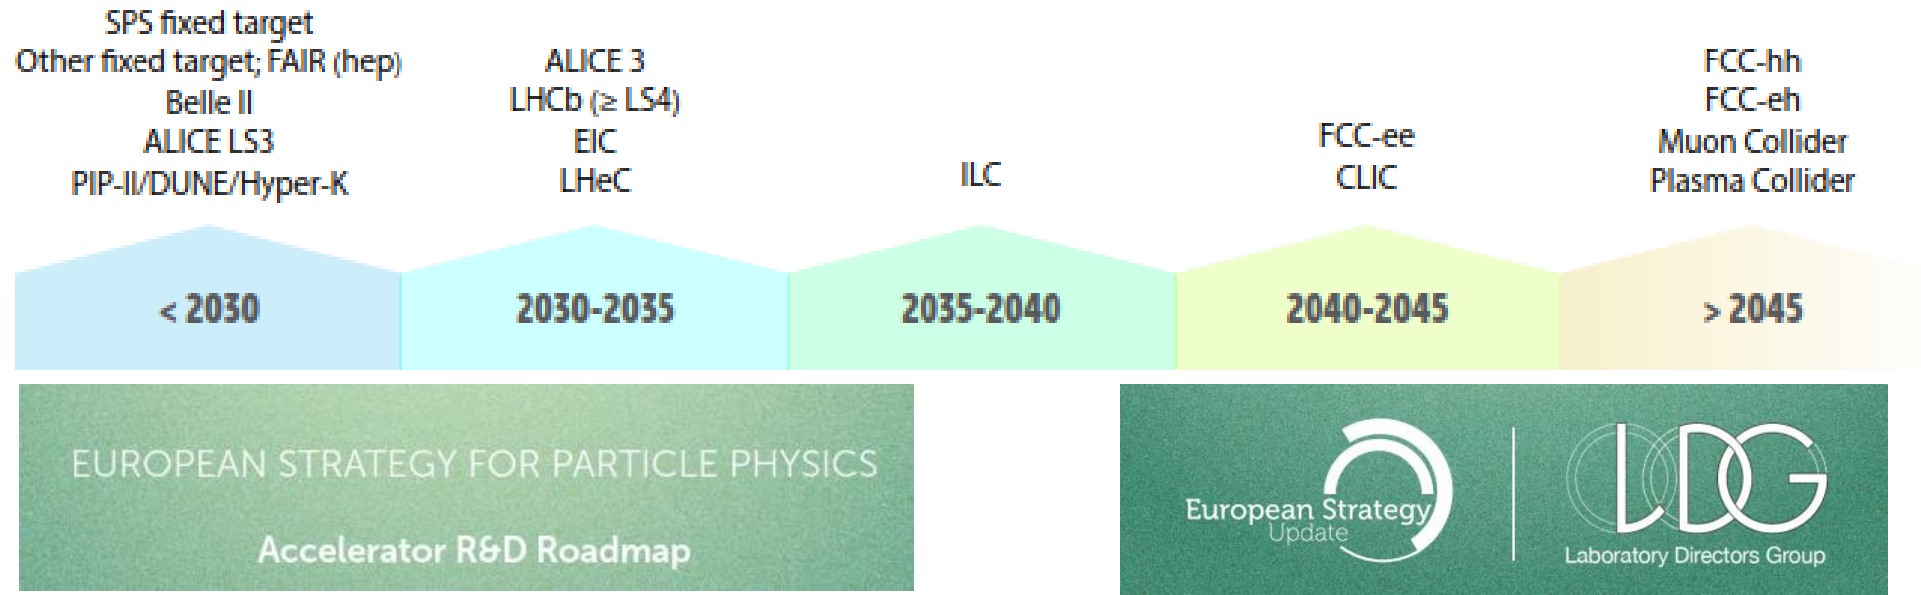 SPS fixed target
Other fixed target; FAIR (hep)
Belle II
ALICE LS3
PIP-II/DUNE/Hyper-K
ALICE 3
LHCb (≥ LS4)
EIC
LHeC
ILC
FCC-ee
CLIC
FCC-hh
FCC-eh
Muon Collider
Plasma Collider
< 2030
2030-2035
2035-2040
2040-2045
> 2045
EUROPEAN STRATEGY FOR PARTICLE PHYSICS
Accelerator R&D Roadmap
European Strategy
Update
LDG
Laboratory Directors Group